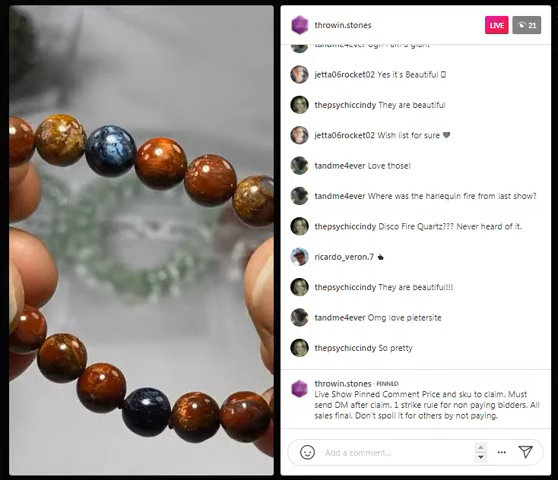 throwin.stones
LIVE
21
tandme4ever Ugh I am a giant
jetta06rocket02 Yes it's Beautiful
thepsychiccindy They are beautiful
jetta06rocket02 Wish list for sure 🖤
tandme4ever Love those!
tandme4ever Where was the harlequin fire from last show?
thepsychiccindy Disco Fire Quartz??? Never heard of it.
ricardo_veron.7
thepsychiccindy They are beautiful!!!
tandme4ever Omg love pietersite
thepsychiccindy So pretty
throwin.stones · PINNED
Live Show Pinned Comment Price and sku to claim. Must
send DM after claim. 1 strike rule for non paying bidders. All
sales final. Don't spoil it for others by not paying.
Add a comment...